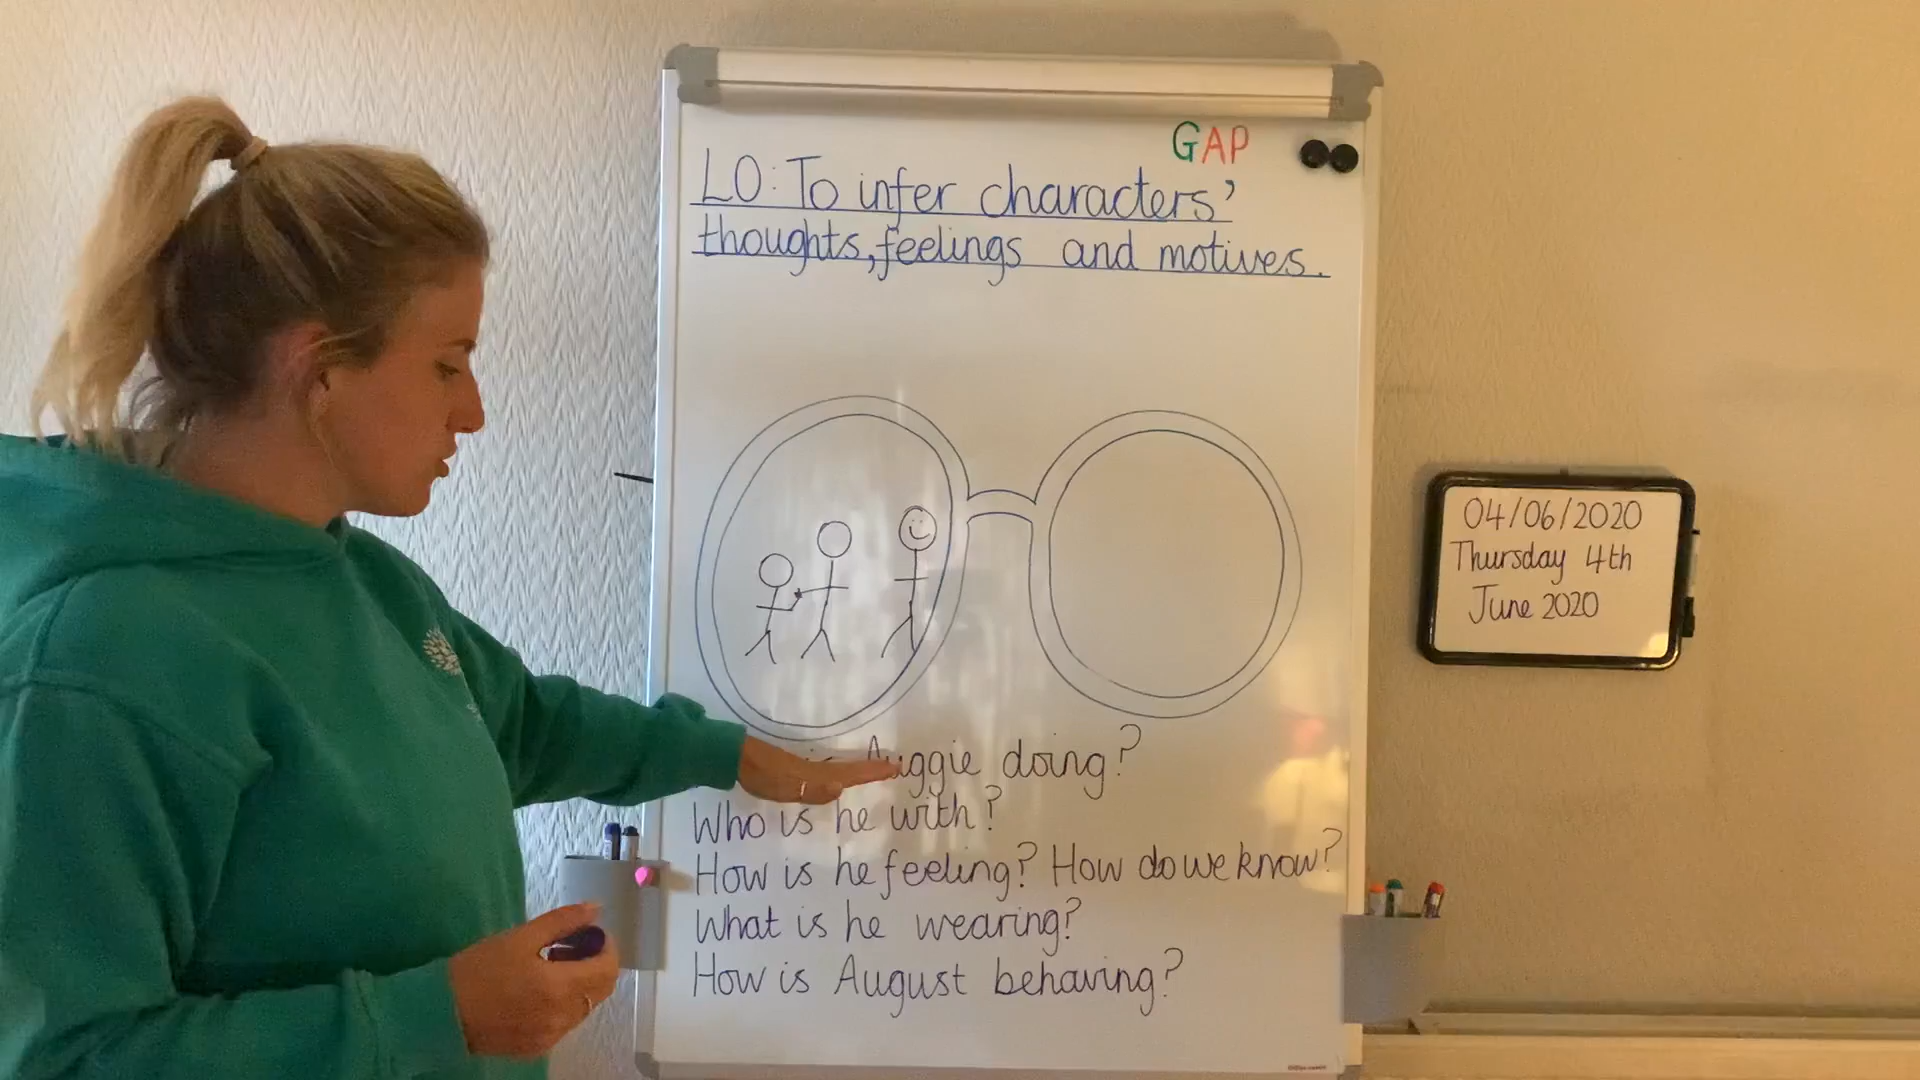 GAP
LO: To infer characters'
thoughts, feelings and motives.
Auggie doing?
Who is he with?
How is he feeling? How do we know?
What is he wearing?
How is August behaving?
04/06/2020
Thursday 4th
June 2020